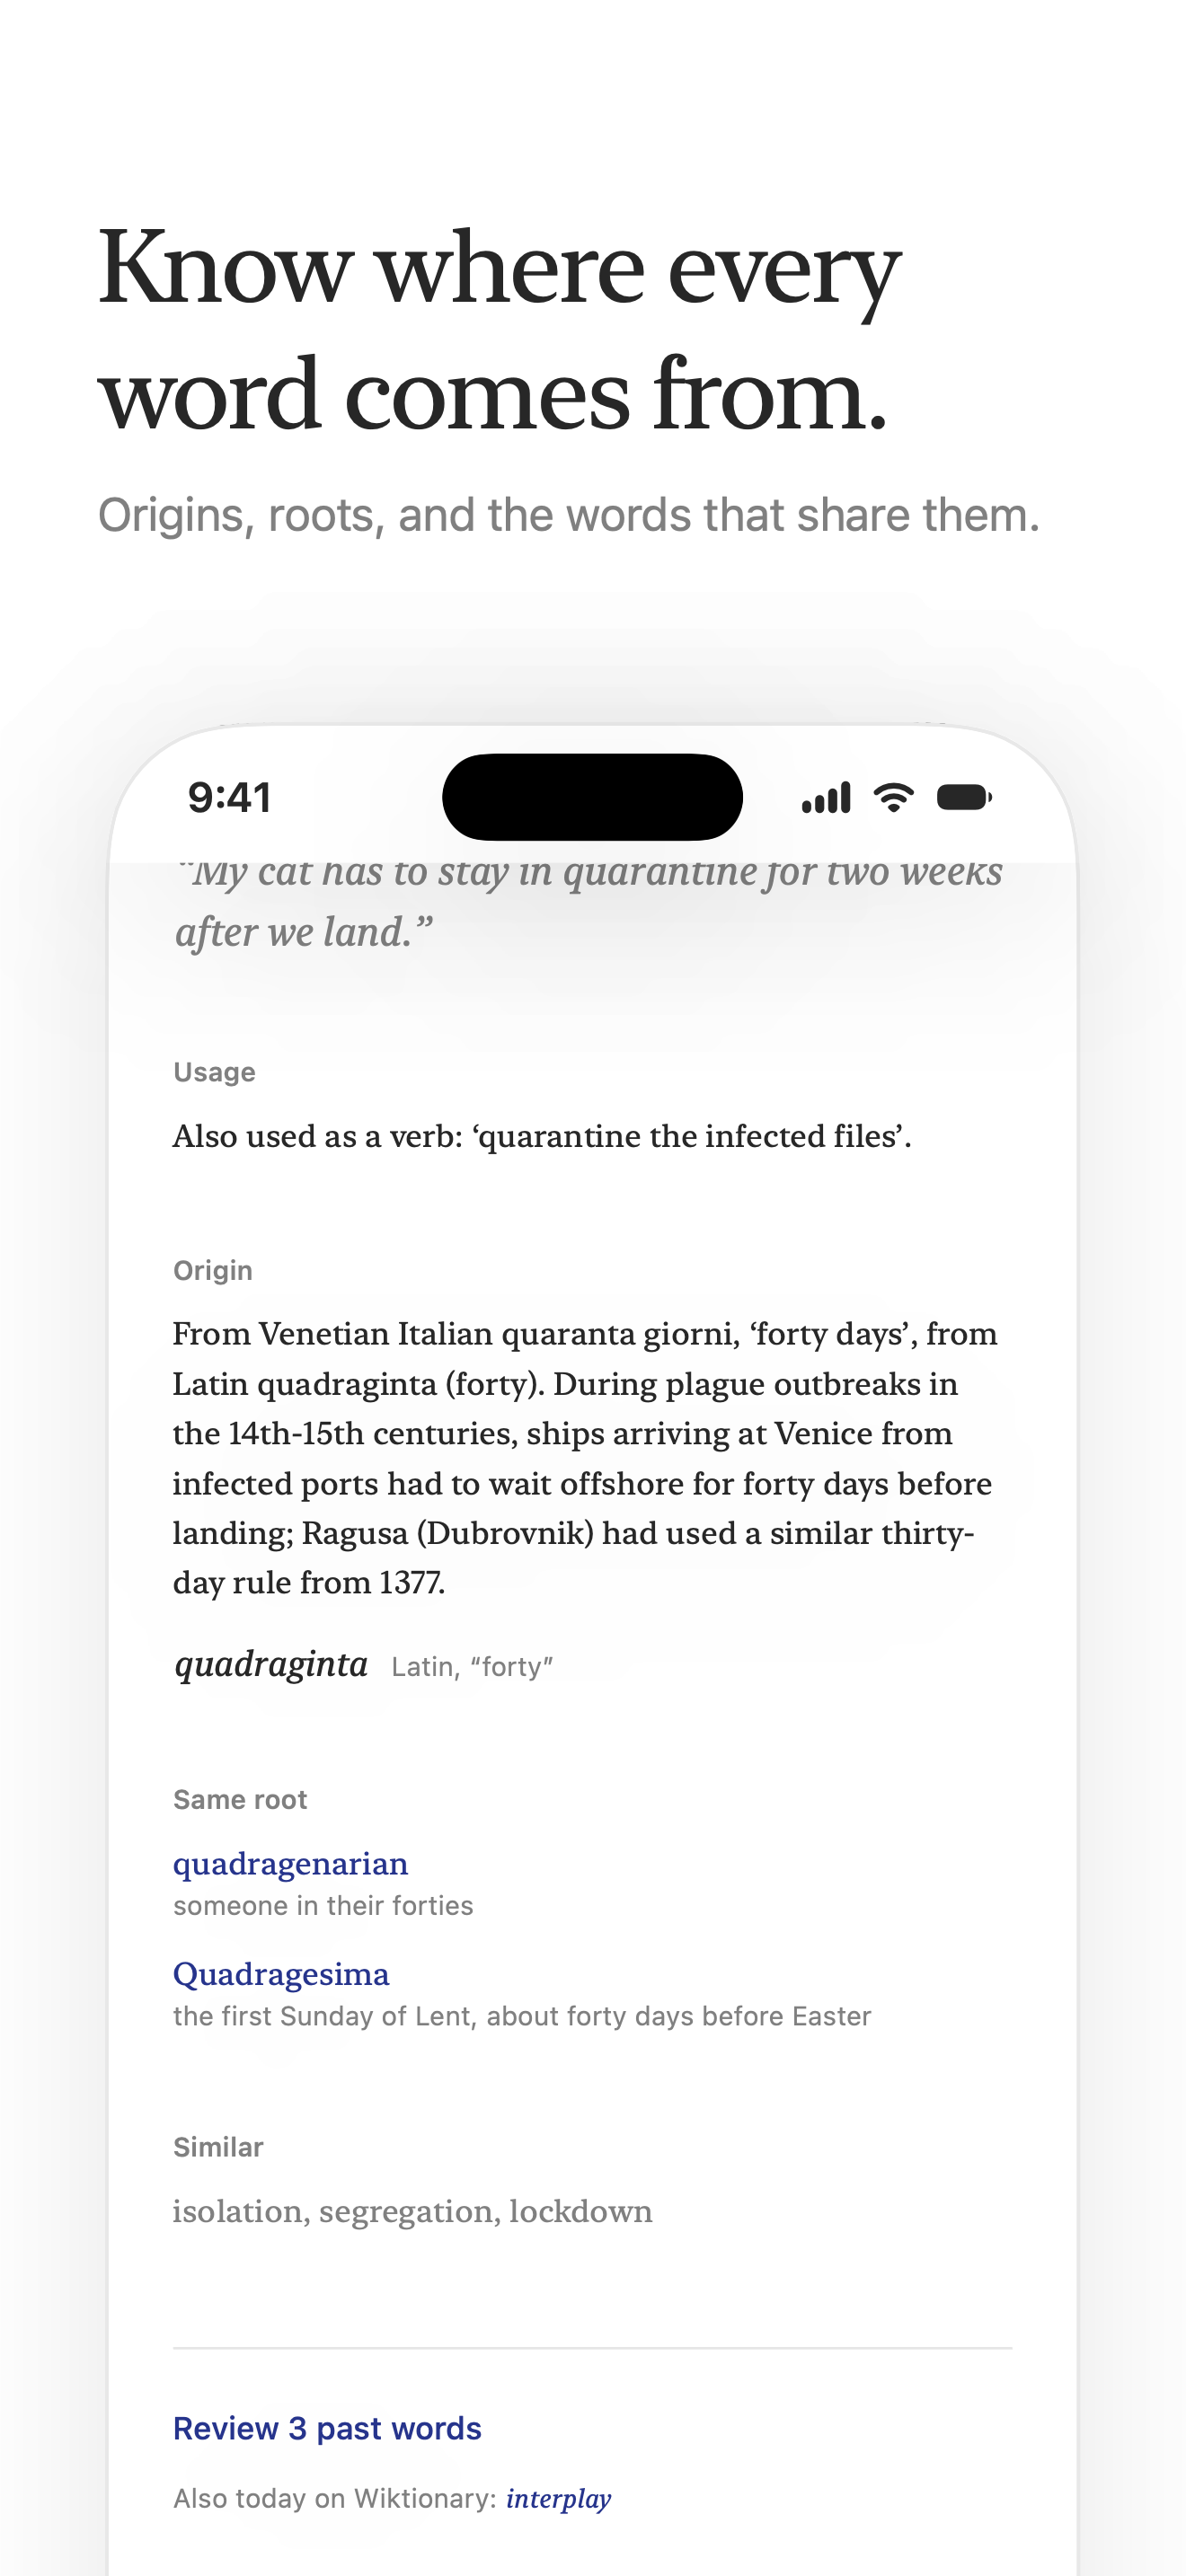 Know where every
word comes from.
Origins, roots, and the words that share them.
9:41
“My cat has to stay in quarantine for two weeks
after we land.”
Usage
Also used as a verb: ‘quarantine the infected files’.
Origin
From Venetian Italian quaranta giorni, ‘forty days’, from
Latin quadraginta (forty). During plague outbreaks in
the 14th-15th centuries, ships arriving at Venice from
infected ports had to wait offshore for forty days before
landing; Ragusa (Dubrovnik) had used a similar thirty-
day rule from 1377.
quadraginta Latin, “forty”
Same root
quadragenarian
someone in their forties
Quadragesima
the first Sunday of Lent, about forty days before Easter
Similar
isolation, segregation, lockdown
Review 3 past words
Also today on Wiktionary: interplay